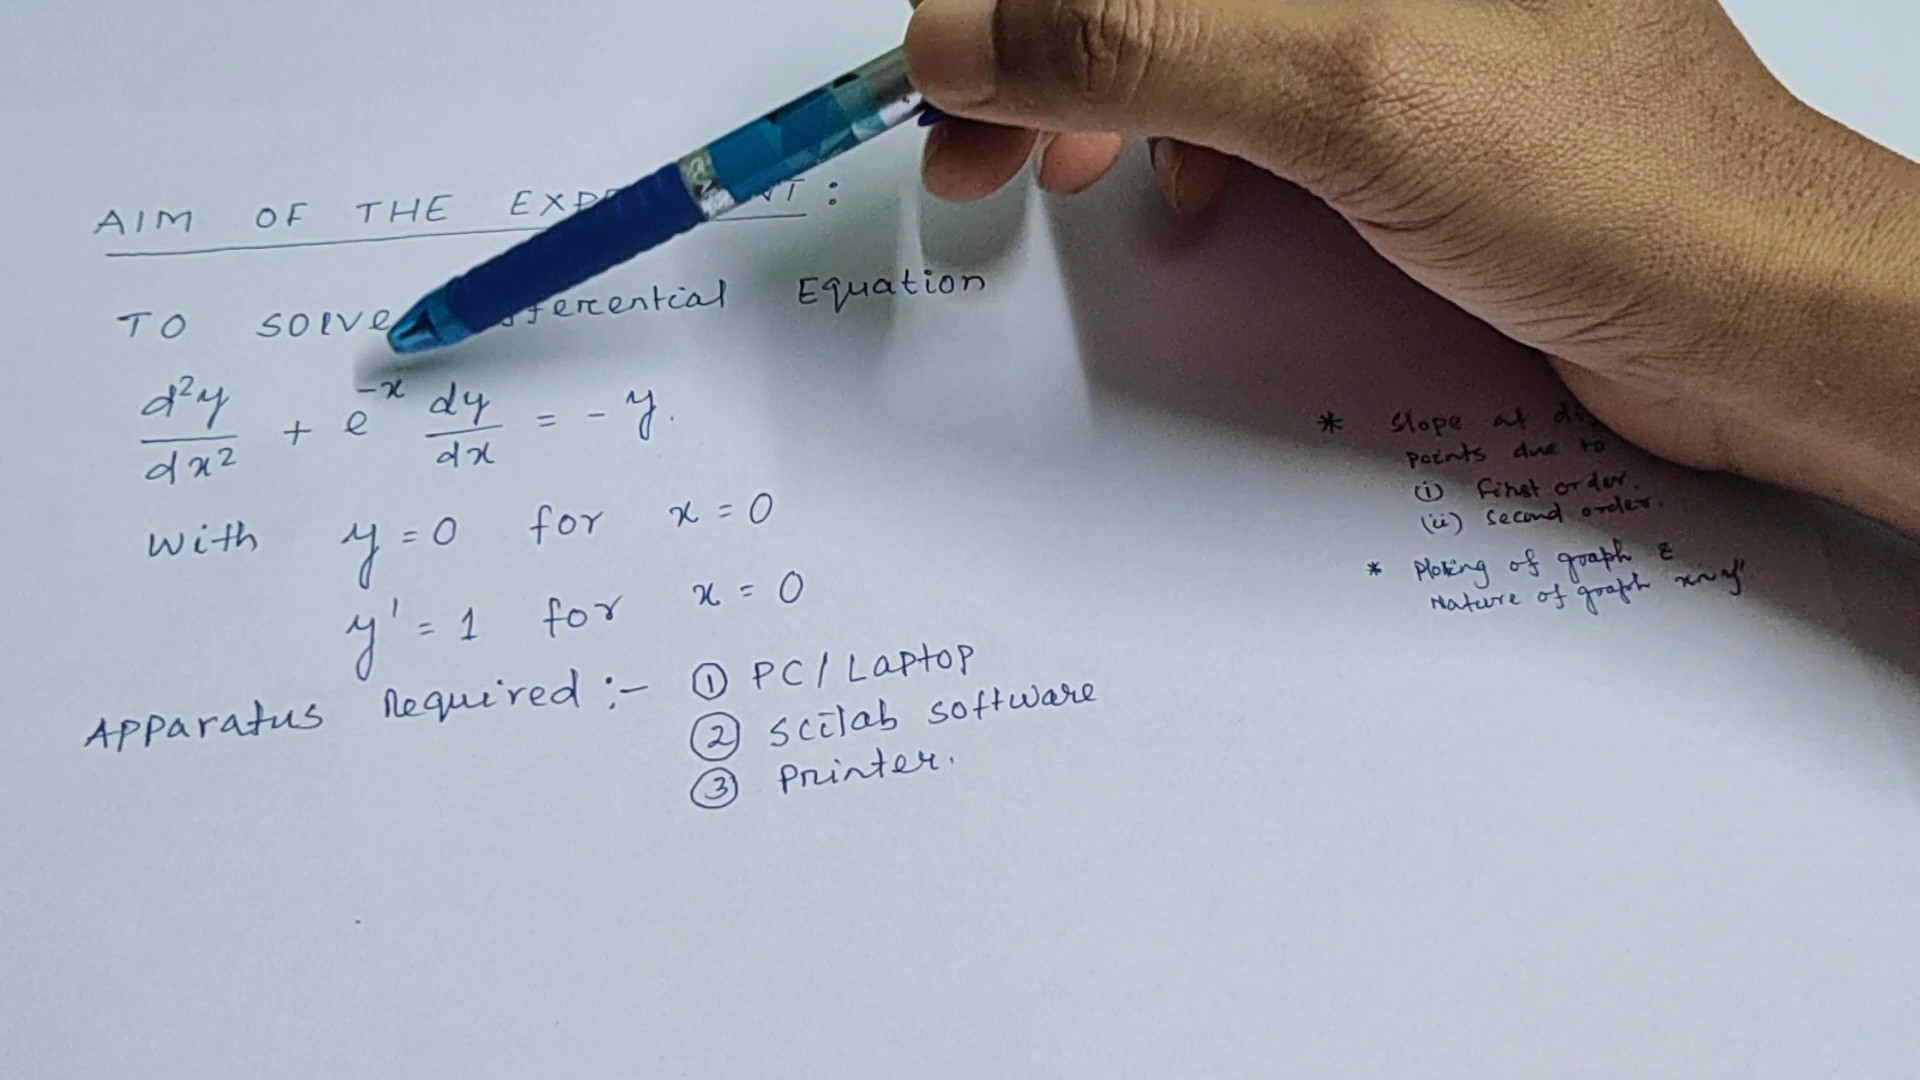 AIM OF THE :
TO SOLVE Equation
d²y/dx² + e^-x dy/dx = - y.
With y = 0 for x = 0
y' = 1 for x = 0
Apparatus Required :- ① PC / Laptop
② scilab software
③ Printer.
* Slope at
points due to
(i) First order.
(ii) Second order.
* Ploting of graph &
Nature of graph x~y'